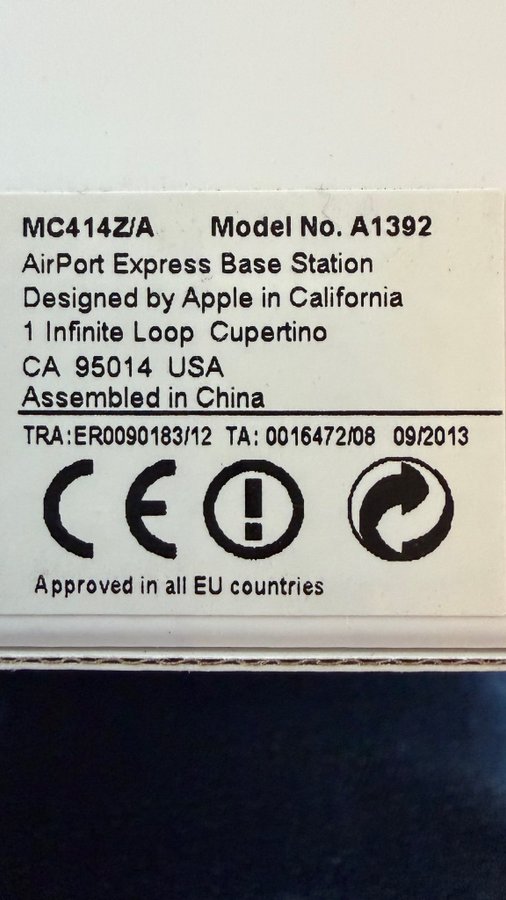 MC414Z/A Model No. A1392
AirPort Express Base Station
Designed by Apple in California
1 Infinite Loop Cupertino
CA 95014 USA
Assembled in China
TRA:ER0090183/12 TA: 0016472/08 09/2013
CE
Approved in all EU countries